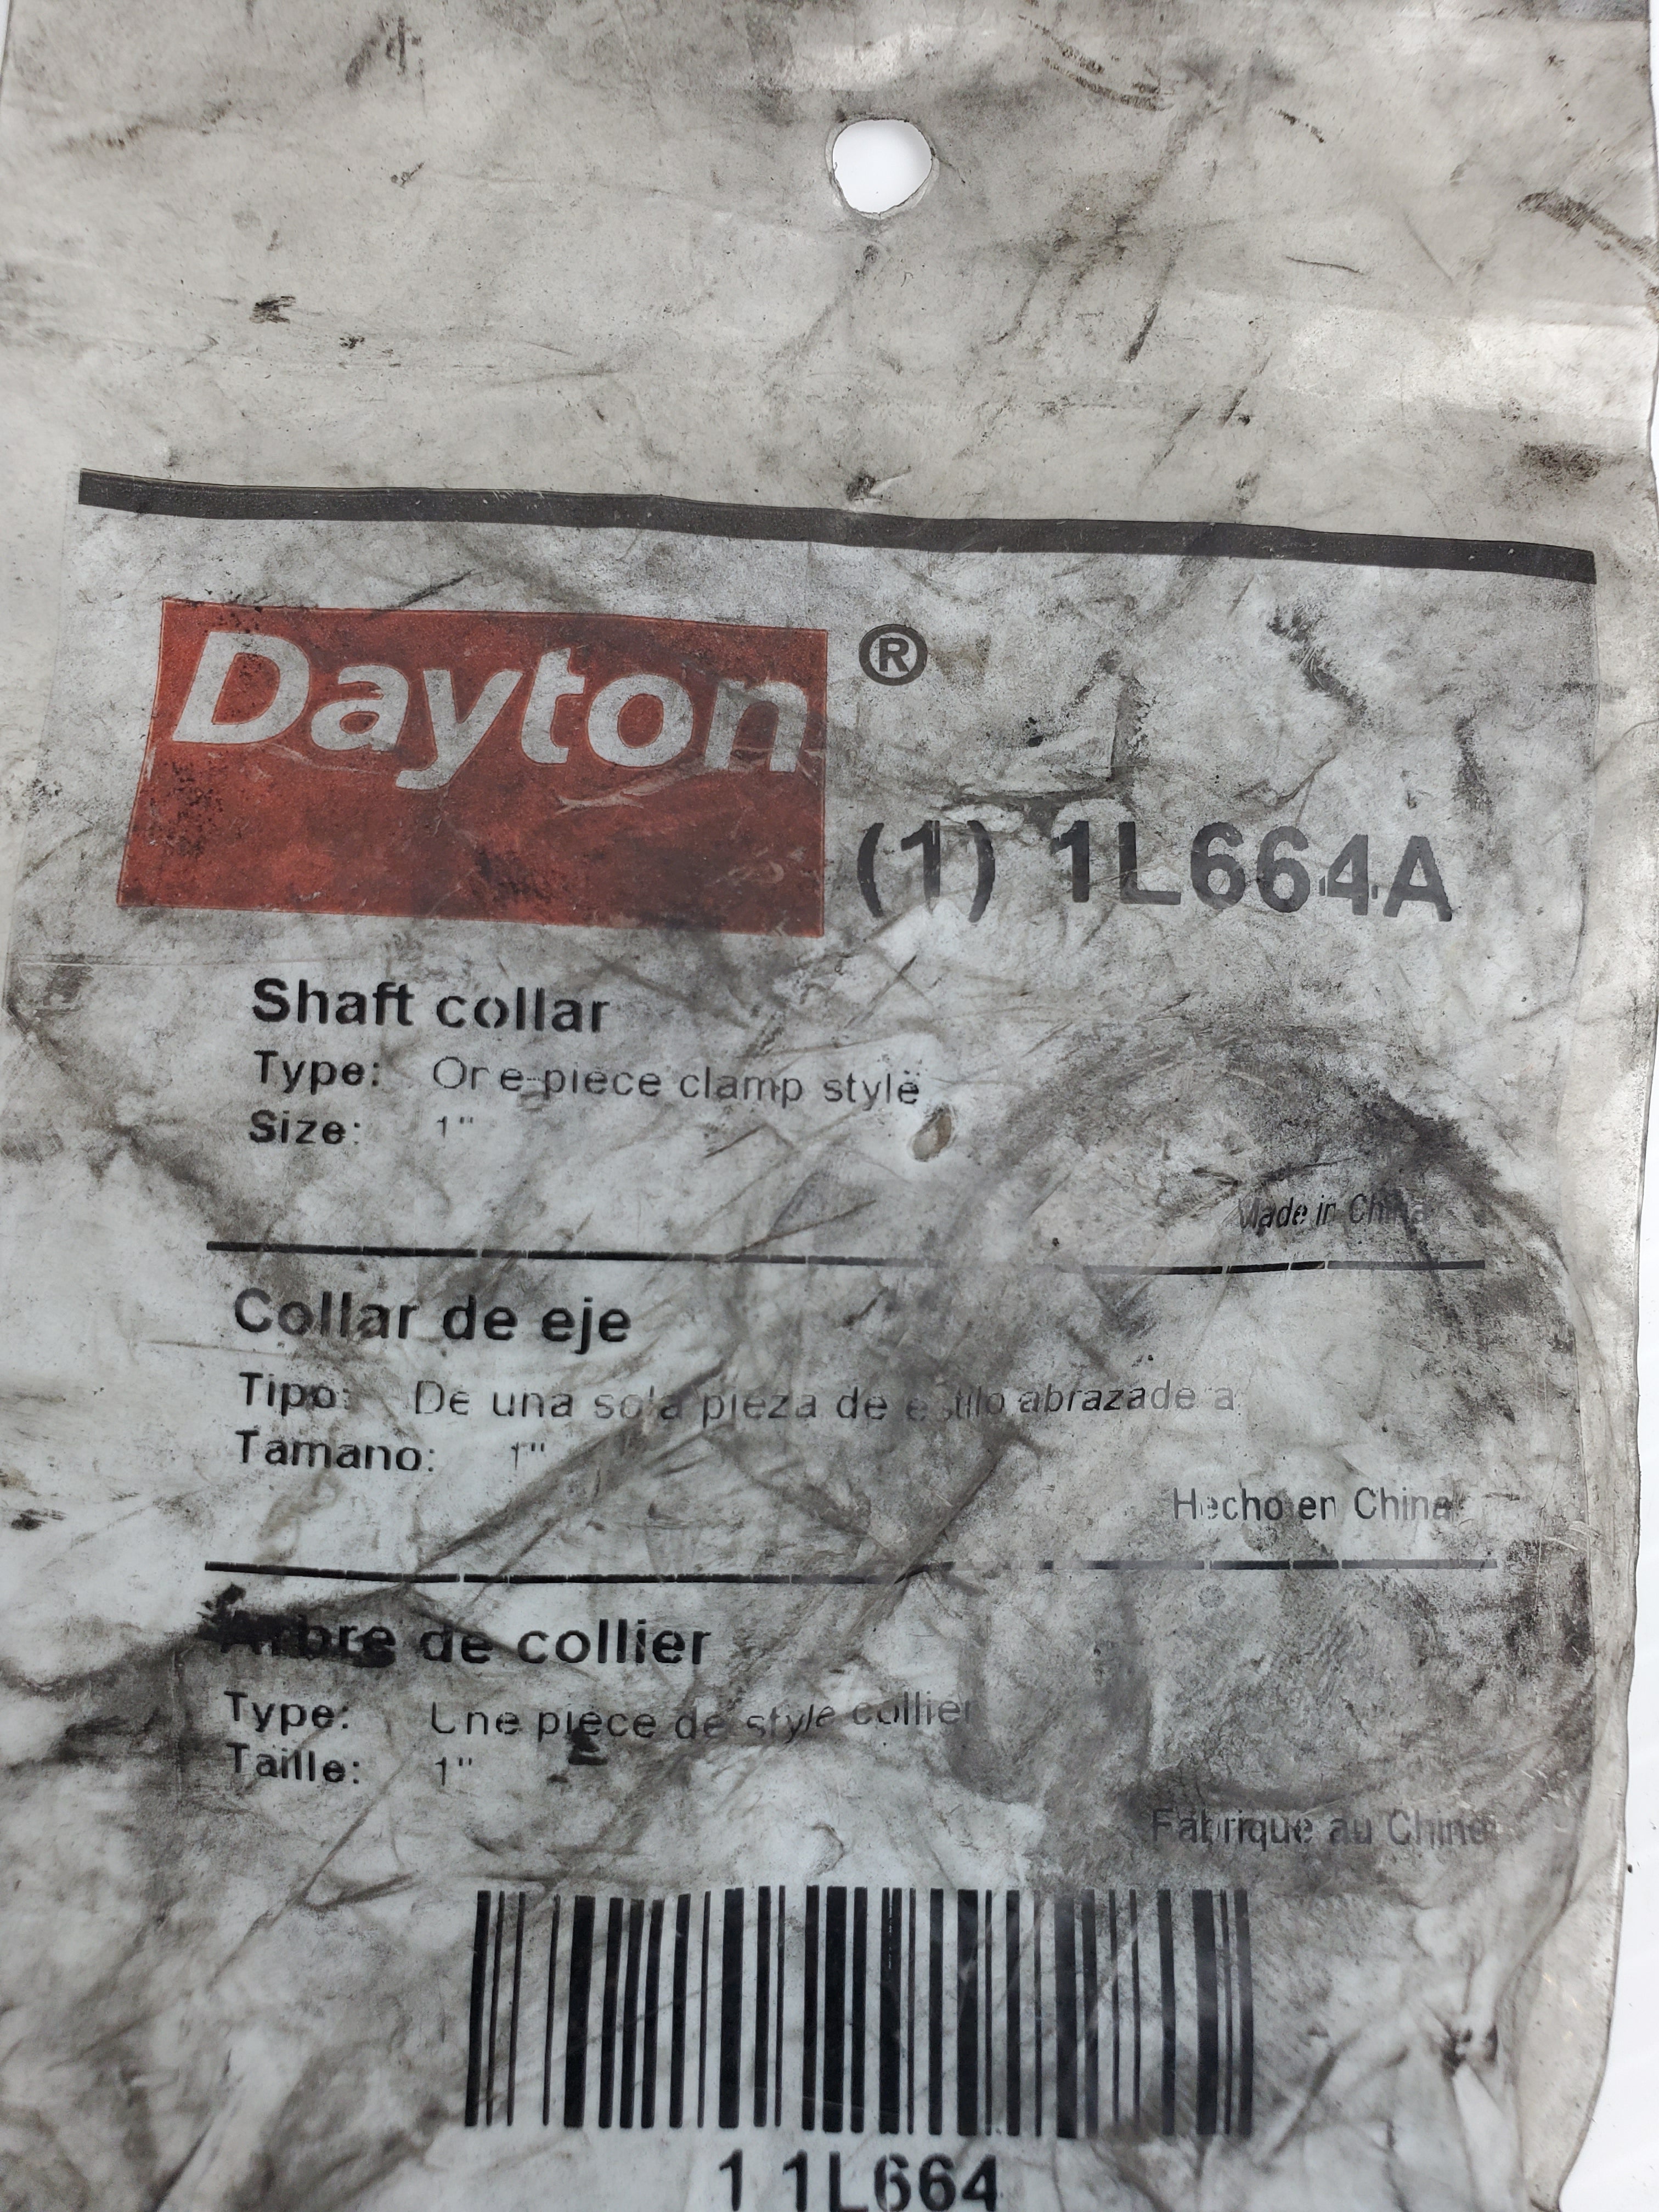 Dayton®
(1) 1L664A
Shaft collar
Type: One-piece clamp style
Size: 1"
Made in China
Collar de eje
Tipo: De una sola pieza de estilo abrazadera
Tamano: 1"
Hecho en China
Arbre de collier
Type: Une piece de style collier
Taille: 1"
Fabrique au Chine
1 1L664